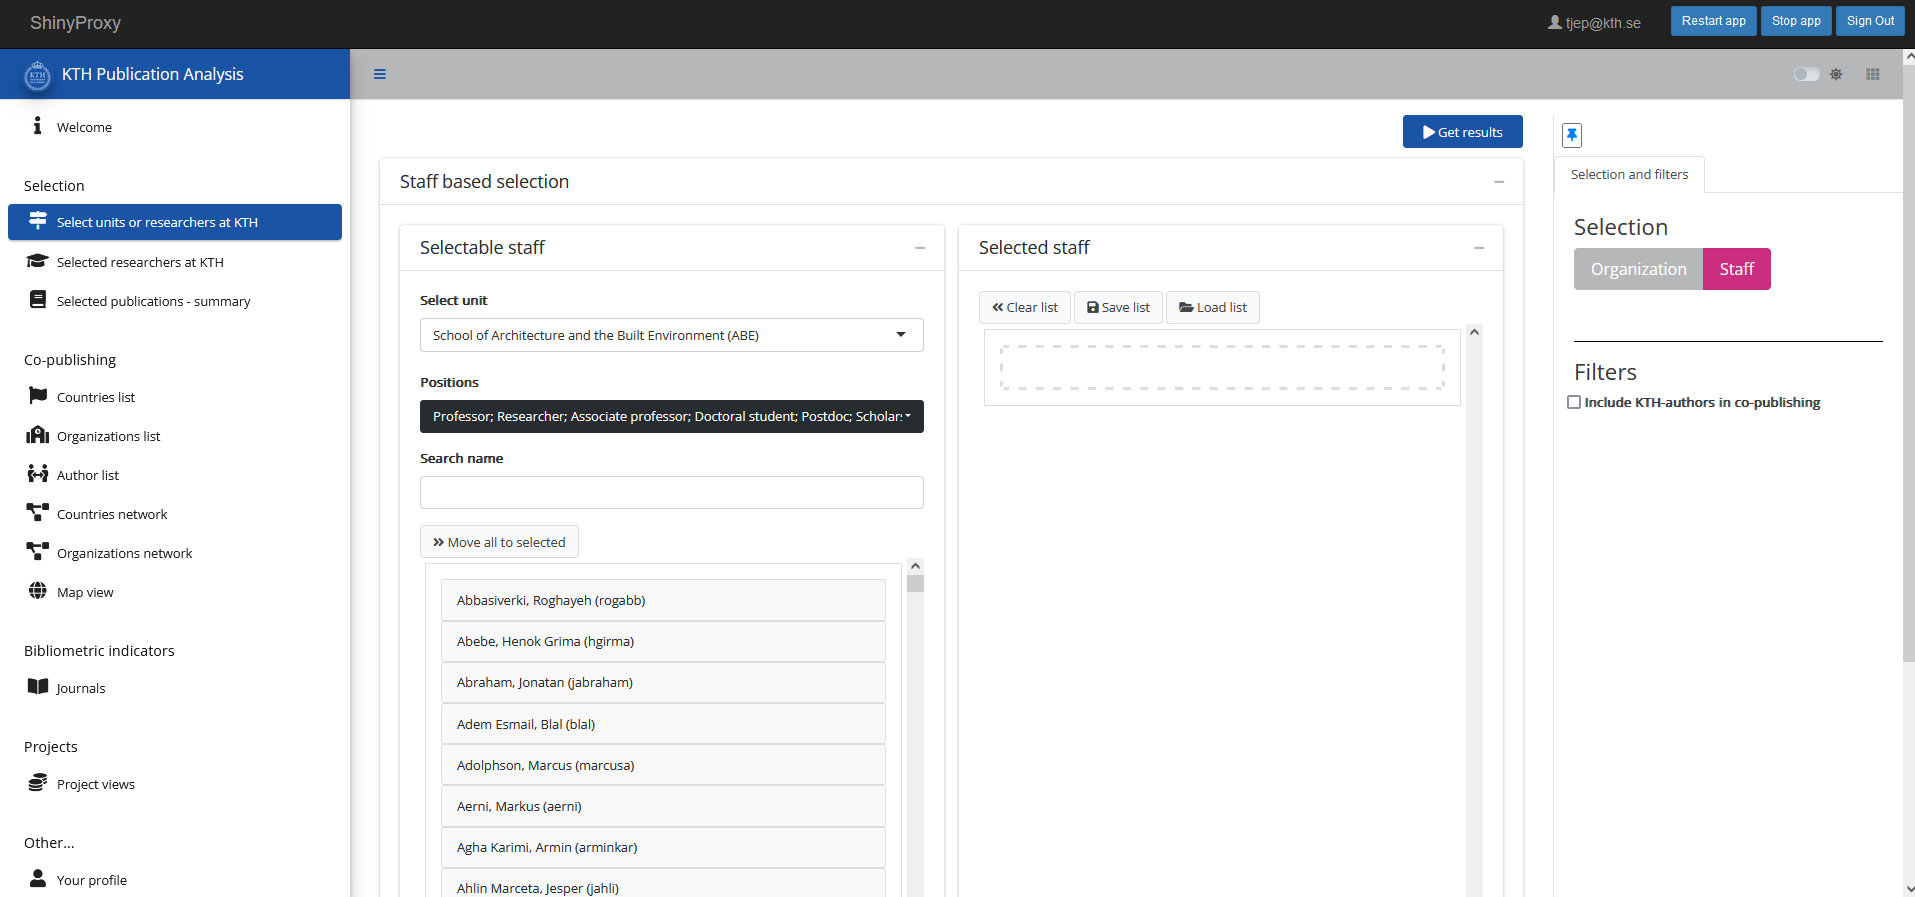 ShinyProxy
tjep@kth.se
Restart app
Stop app
Sign Out
KTH
KTH Publication Analysis
Welcome
Selection
Select units or researchers at KTH
Selected researchers at KTH
Selected publications - summary
Co-publishing
Countries list
Organizations list
Author list
Countries network
Organizations network
Map view
Bibliometric indicators
Journals
Projects
Project views
Other...
Your profile
Get results
Staff based selection
Selectable staff
Select unit
School of Architecture and the Built Environment (ABE)
Positions
Professor; Researcher; Associate professor; Doctoral student; Postdoc; Scholar
Search name
Move all to selected
Abbasiverki, Roghayeh (rogabb)
Abebe, Henok Grima (hgirma)
Abraham, Jonatan (jabraham)
Adem Esmail, Blal (blal)
Adolphson, Marcus (marcusa)
Aerni, Markus (aerni)
Agha Karimi, Armin (arminkar)
Ahlin Marceta, Jesper (jahli)
Selected staff
Clear list
Save list
Load list
Selection and filters
Selection
Organization
Staff
Filters
Include KTH-authors in co-publishing